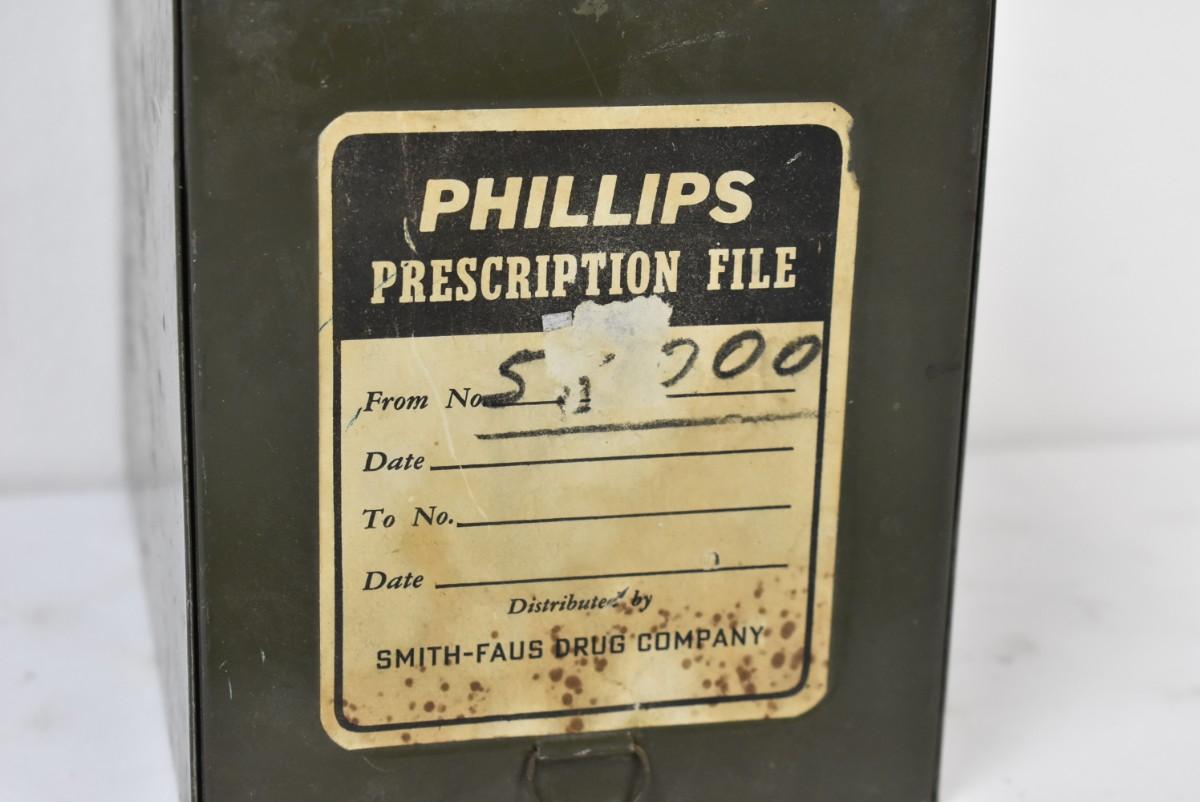 PHILLIPS
PRESCRIPTION FILE
From No.
Date
To No.
Date
Distributed by
SMITH-FAUS DRUG COMPANY